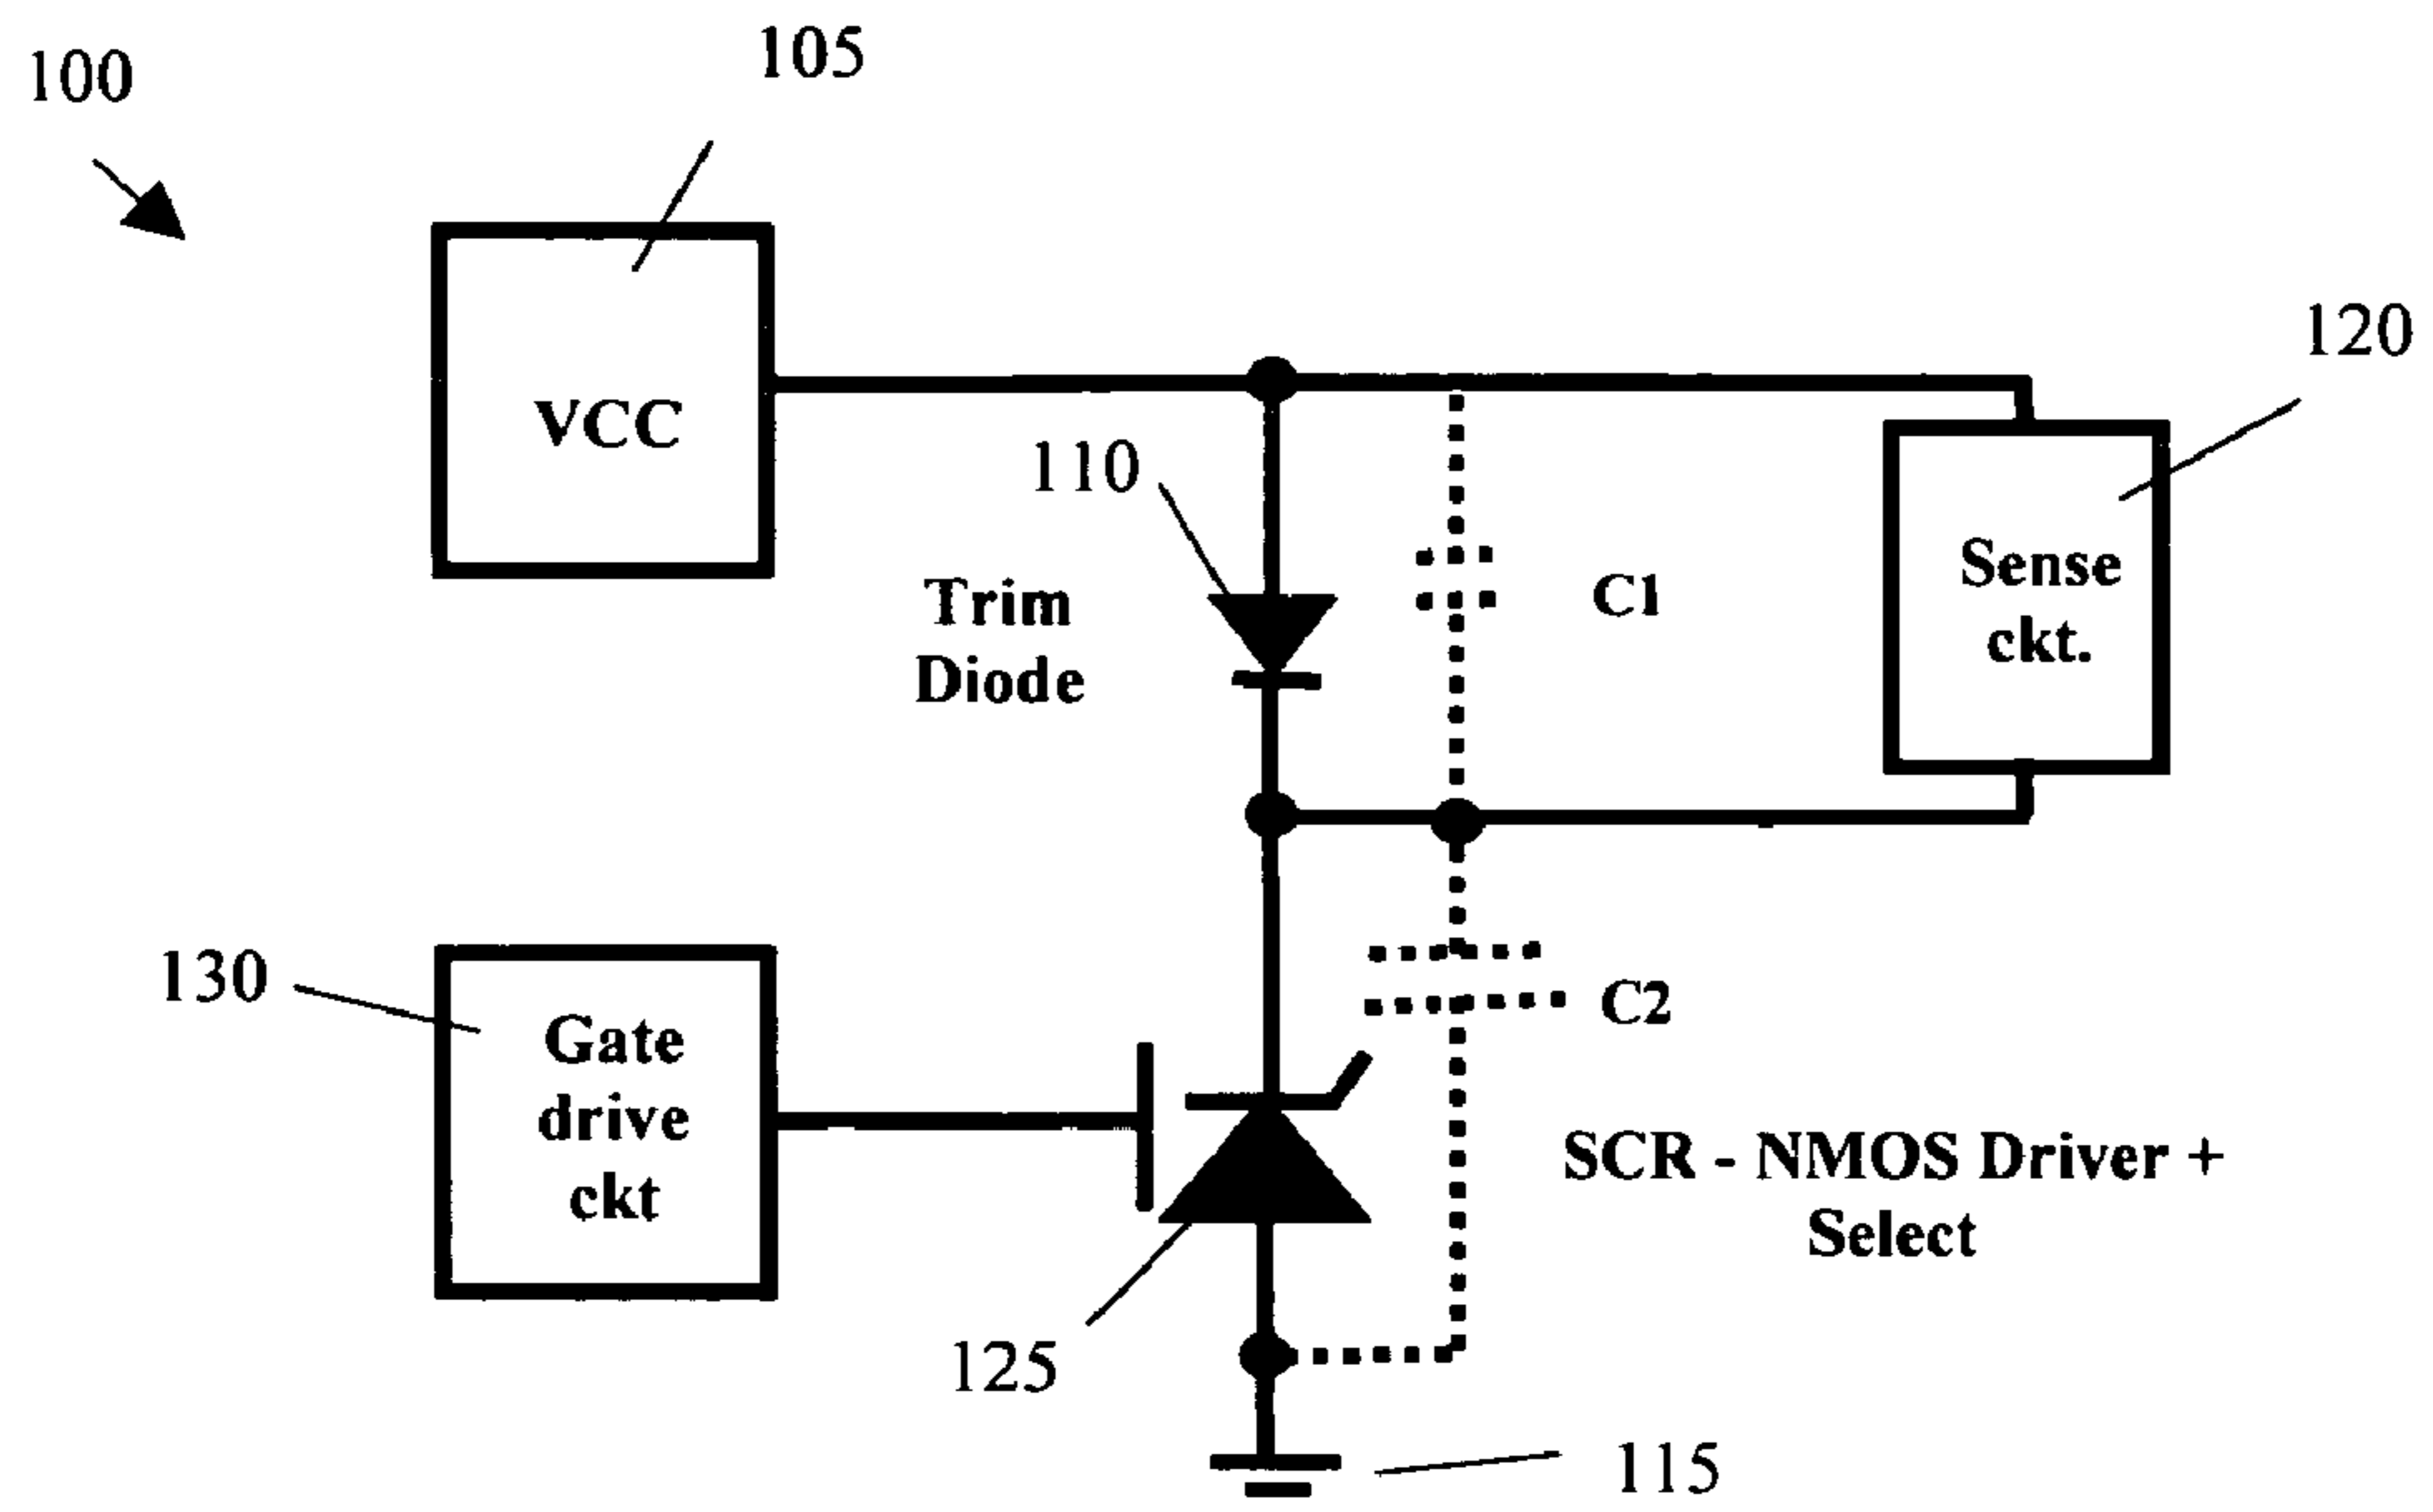 100
105
VCC
120
110
Trim
Diode
C1
Sense
ckt.
130
Gate
drive
ckt
C2
SCR - NMOS Driver +
Select
125
115